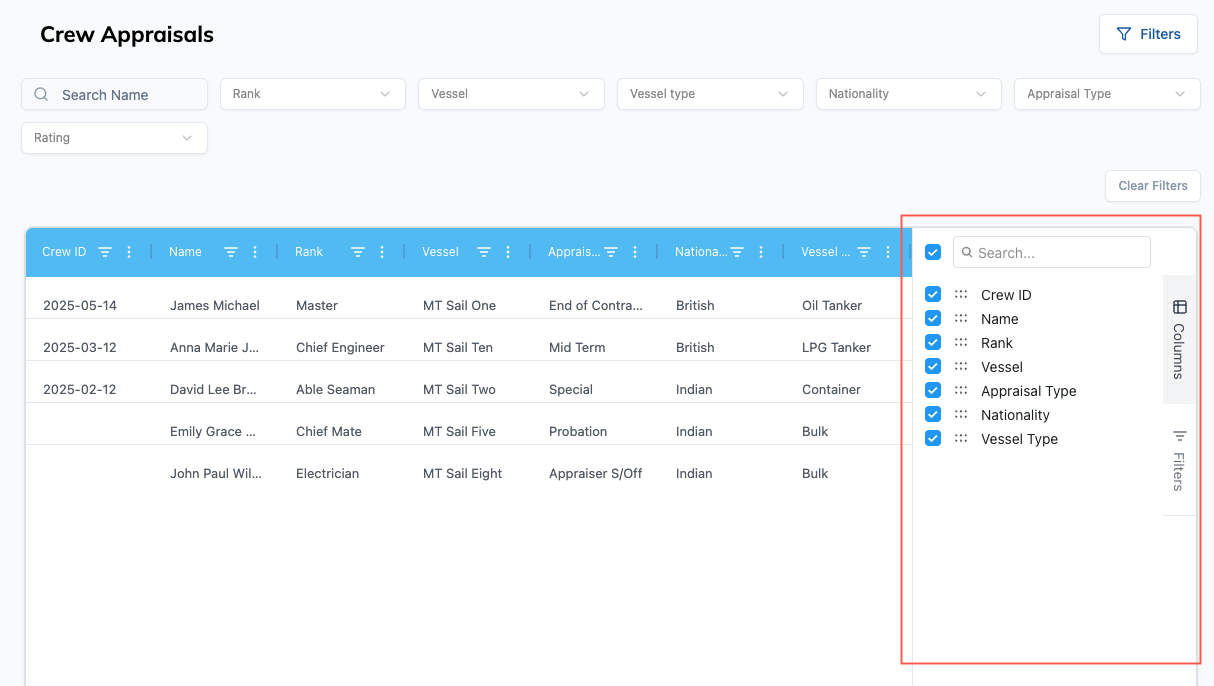 Crew Appraisals
Filters
Search Name Rank Vessel Vessel type Nationality Appraisal Type
Rating
Clear Filters
Crew ID Name Rank Vessel Apprais... Nationa... Vessel ...
2025-05-14 James Michael Master MT Sail One End of Contra... British Oil Tanker
2025-03-12 Anna Marie J... Chief Engineer MT Sail Ten Mid Term British LPG Tanker
2025-02-12 David Lee Br... Able Seaman MT Sail Two Special Indian Container
Emily Grace ... Chief Mate MT Sail Five Probation Indian Bulk
John Paul Wil... Electrician MT Sail Eight Appraiser S/Off Indian Bulk
Search...
Crew ID
Name
Rank
Vessel
Appraisal Type
Nationality
Vessel Type
Columns
Filters